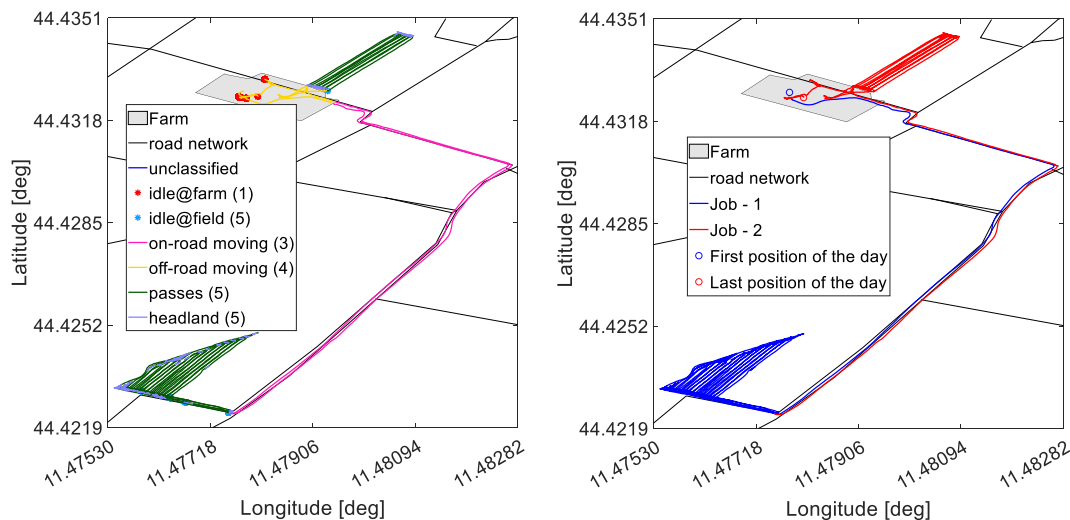 44.4351
44.4318
44.4285
44.4252
44.4219
Latitude [deg]
Farm
road network
unclassified
idle@farm (1)
idle@field (5)
on-road moving (3)
off-road moving (4)
passes (5)
headland (5)
11.47530
11.47718
11.47906
11.48094
11.48282
Longitude [deg]
44.4351
44.4318
44.4285
44.4252
44.4219
Latitude [deg]
Farm
road network
Job - 1
Job - 2
First position of the day
Last position of the day
11.47530
11.47718
11.47906
11.48094
11.48282
Longitude [deg]